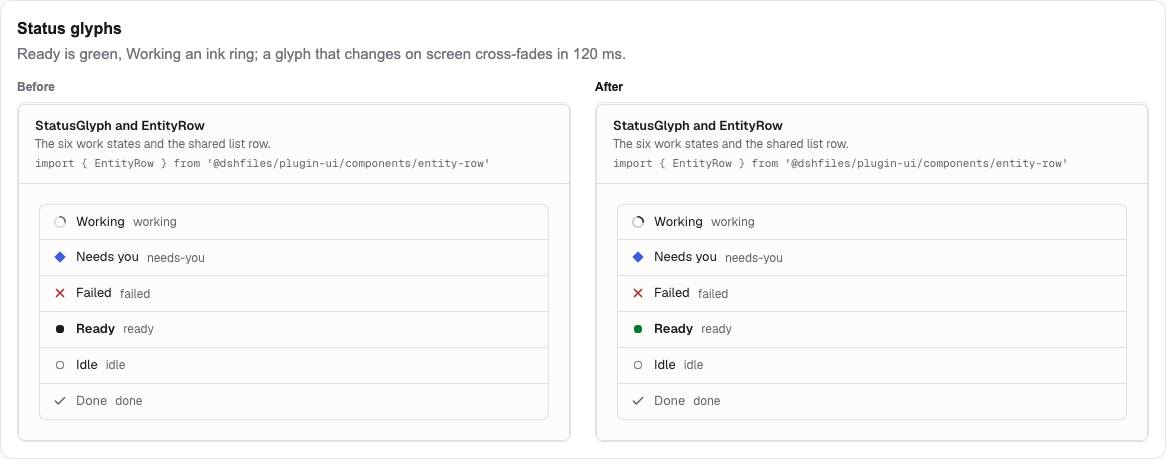 Status glyphs
Ready is green, Working an ink ring; a glyph that changes on screen cross-fades in 120 ms.
Before
StatusGlyph and EntityRow
The six work states and the shared list row.
import { EntityRow } from '@dshfiles/plugin-ui/components/entity-row'
Working working
Needs you needs-you
Failed failed
Ready ready
Idle idle
Done done
After
StatusGlyph and EntityRow
The six work states and the shared list row.
import { EntityRow } from '@dshfiles/plugin-ui/components/entity-row'
Working working
Needs you needs-you
Failed failed
Ready ready
Idle idle
Done done